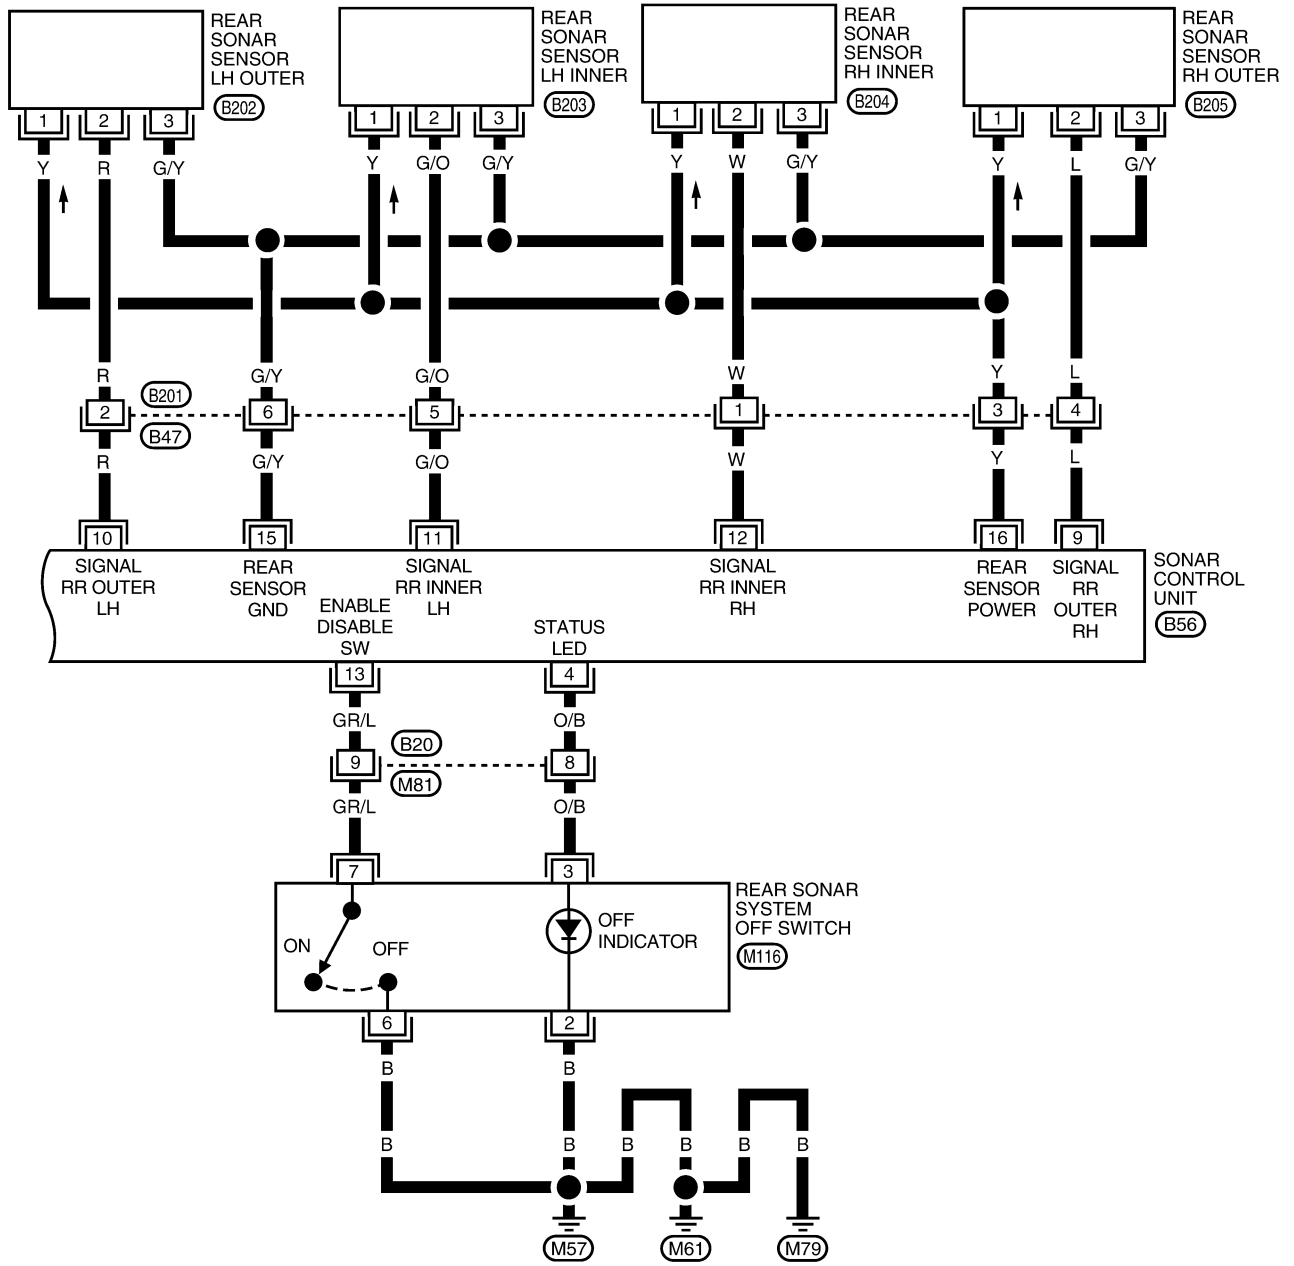 REAR
SONAR
SENSOR
LH OUTER
B202
REAR
SONAR
SENSOR
LH INNER
B203
REAR
SONAR
SENSOR
RH INNER
B204
REAR
SONAR
SENSOR
RH OUTER
B205
1 2 3 1 2 3 1 2 3 1 2 3
Y R G/Y Y G/O G/Y Y W G/Y Y L G/Y
R G/Y G/O W Y L
B201
2 6 5 1 3 4
B47
R G/Y G/O W Y L
10 15 11 12 16 9
SIGNAL
RR OUTER
LH
REAR
SENSOR
GND
SIGNAL
RR INNER
LH
SIGNAL
RR INNER
RH
REAR
SENSOR
POWER
SIGNAL
RR
OUTER
RH
SONAR
CONTROL
UNIT
B56
ENABLE
DISABLE
SW
STATUS
LED
13 4
GR/L O/B
B20
9 8
M81
GR/L O/B
7 3
REAR SONAR
SYSTEM
OFF SWITCH
M116
ON OFF
OFF
INDICATOR
6 2
B B
B B B B B B
M57 M61 M79